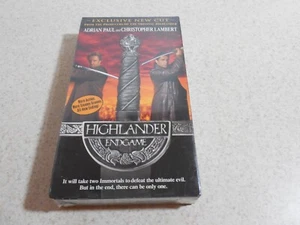 EXCLUSIVE NEW CUT
ADRIAN PAUL AND CHRISTOPHER LAMBERT
HIGHLANDER
ENDGAME
It will take two Immortals to defeat the ultimate evil.
But in the end, there can be only one.